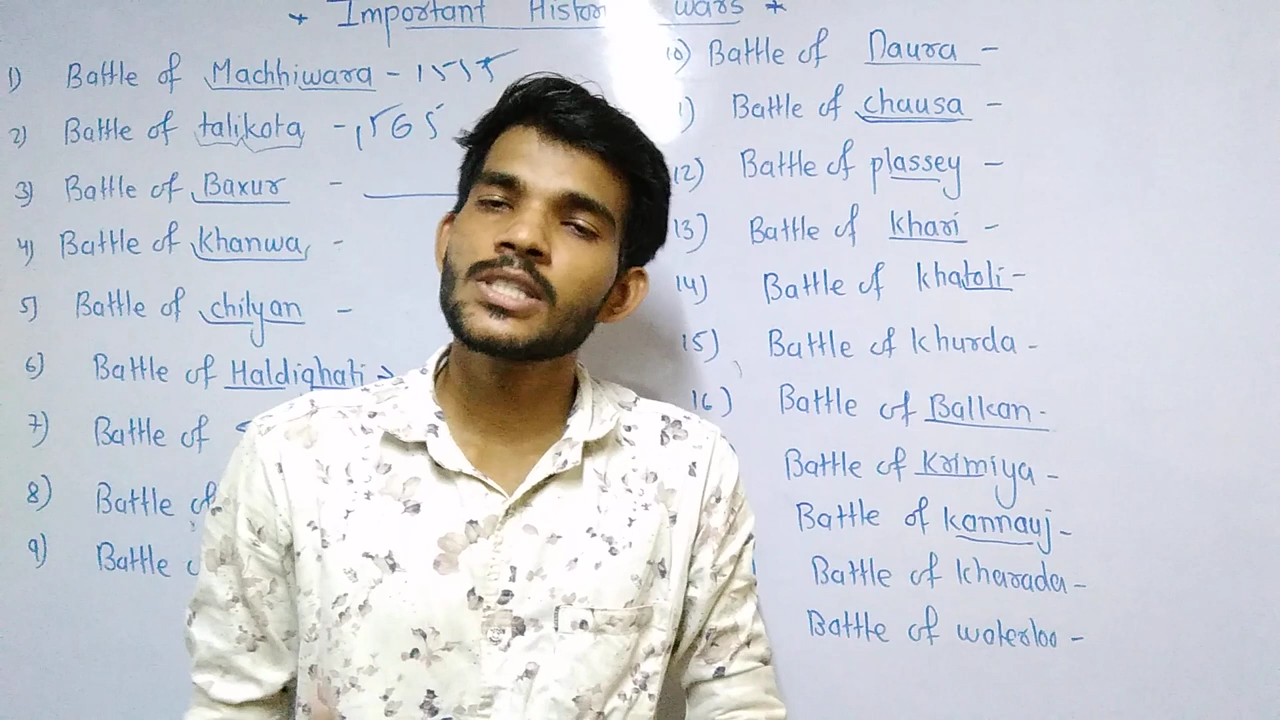 * Important Histor wars *
1) Battle of Machhiwara - 1555
2) Battle of talikota - 1565
3) Battle of Baxur -
4) Battle of Khanwa -
5) Battle of chilyan -
6) Battle of Haldighati
7) Battle of
8) Battle of
9) Battle
10) Battle of Daura -
1) Battle of chausa -
12) Battle of plassey -
13) Battle of khari -
14) Battle of khatoli -
15) Battle of khurda -
16) Battle of Balkan -
Battle of Krimiya -
Battle of kannauj -
Battle of kharada -
Battle of waterloo -